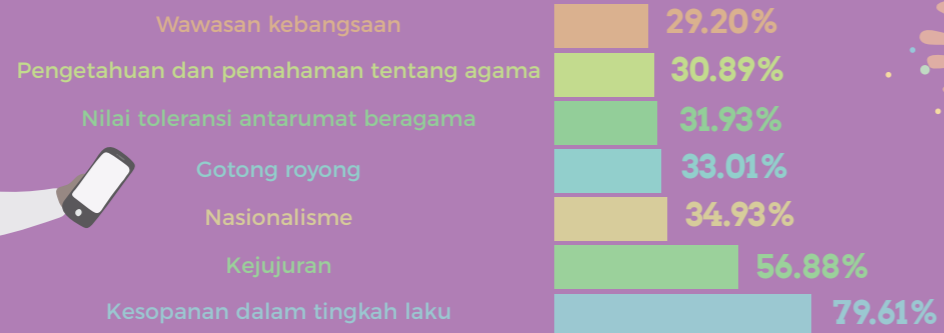 Wawasan kebangsaan 29.20%
Pengetahuan dan pemahaman tentang agama 30.89%
Nilai toleransi antarumat beragama 31.93%
Gotong royong 33.01%
Nasionalisme 34.93%
Kejujuran 56.88%
Kesopanan dalam tingkah laku 79.61%